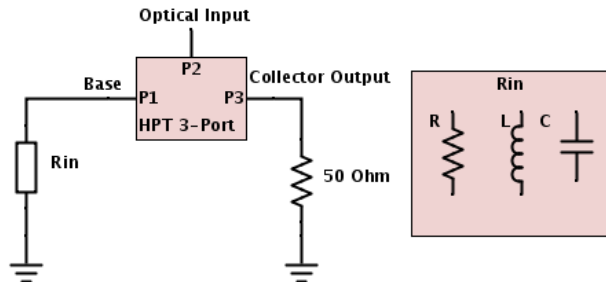 Optical Input
P2
Base
Collector Output
P1
P3
HPT 3-Port
Rin
50 Ohm
Rin
R
L
C